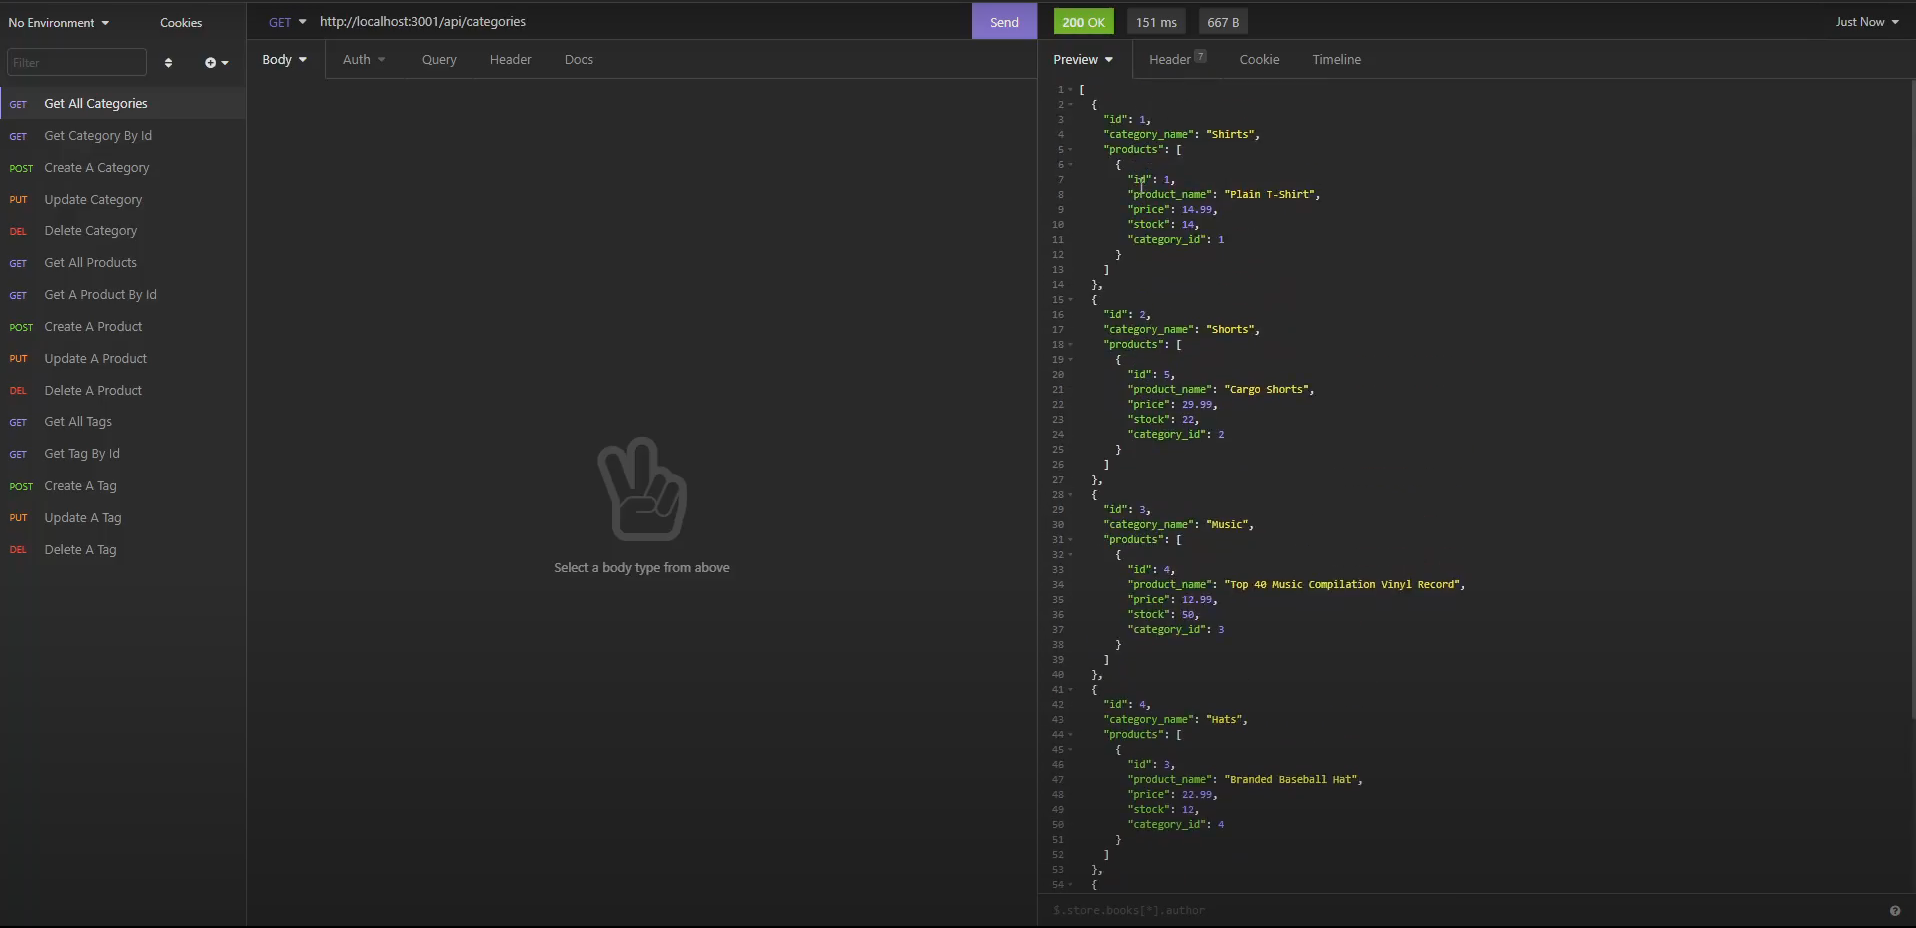 No Environment
Cookies
GET http://localhost:3001/api/categories
Send
200 OK
151 ms
667 B
Just Now
Filter
Body
Auth
Query
Header
Docs
Preview
Header 7
Cookie
Timeline
GET Get All Categories
GET Get Category By Id
POST Create A Category
PUT Update Category
DEL Delete Category
GET Get All Products
GET Get A Product By Id
POST Create A Product
PUT Update A Product
DEL Delete A Product
GET Get All Tags
GET Get Tag By Id
POST Create A Tag
PUT Update A Tag
DEL Delete A Tag
Select a body type from above
1 [
2 {
3 "id": 1,
4 "category_name": "Shirts",
5 "products": [
6 {
7 "id": 1,
8 "product_name": "Plain T-Shirt",
9 "price": 14.99,
10 "stock": 14,
11 "category_id": 1
12 }
13 ]
14 },
15 {
16 "id": 2,
17 "category_name": "Shorts",
18 "products": [
19 {
20 "id": 5,
21 "product_name": "Cargo Shorts",
22 "price": 29.99,
23 "stock": 22,
24 "category_id": 2
25 }
26 ]
27 },
28 {
29 "id": 3,
30 "category_name": "Music",
31 "products": [
32 {
33 "id": 4,
34 "product_name": "Top 40 Music Compilation Vinyl Record",
35 "price": 12.99,
36 "stock": 50,
37 "category_id": 3
38 }
39 ]
40 },
41 {
42 "id": 4,
43 "category_name": "Hats",
44 "products": [
45 {
46 "id": 3,
47 "product_name": "Branded Baseball Hat",
48 "price": 22.99,
49 "stock": 12,
50 "category_id": 4
51 }
52 ]
53 },
54 {
$.store.books[*].author